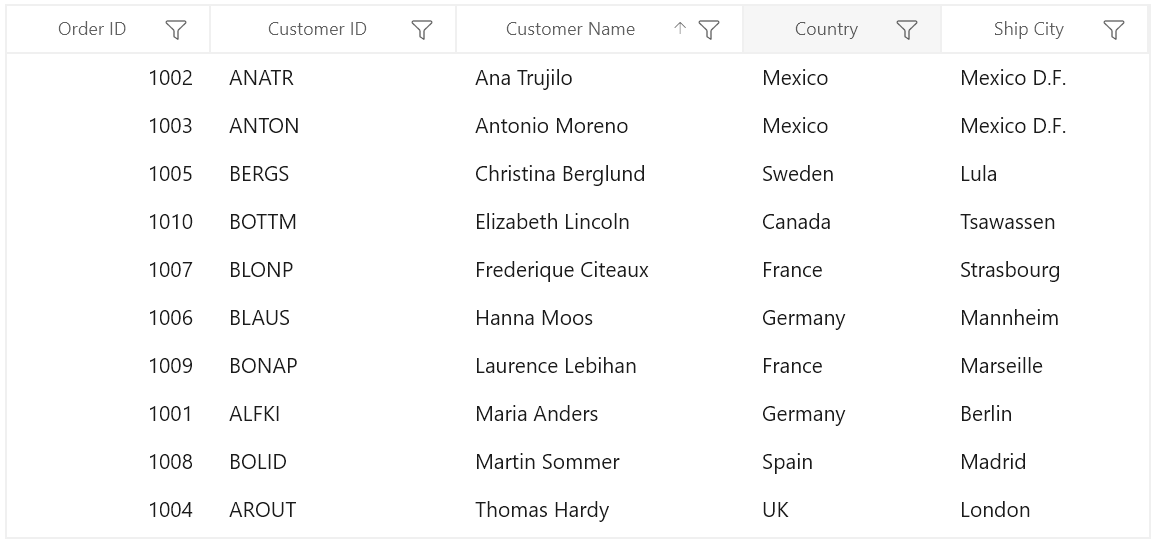 Order ID Customer ID Customer Name Country Ship City
1002 ANATR Ana Trujilo Mexico Mexico D.F.
1003 ANTON Antonio Moreno Mexico Mexico D.F.
1005 BERGS Christina Berglund Sweden Lula
1010 BOTTM Elizabeth Lincoln Canada Tsawassen
1007 BLONP Frederique Citeaux France Strasbourg
1006 BLAUS Hanna Moos Germany Mannheim
1009 BONAP Laurence Lebihan France Marseille
1001 ALFKI Maria Anders Germany Berlin
1008 BOLID Martin Sommer Spain Madrid
1004 AROUT Thomas Hardy UK London